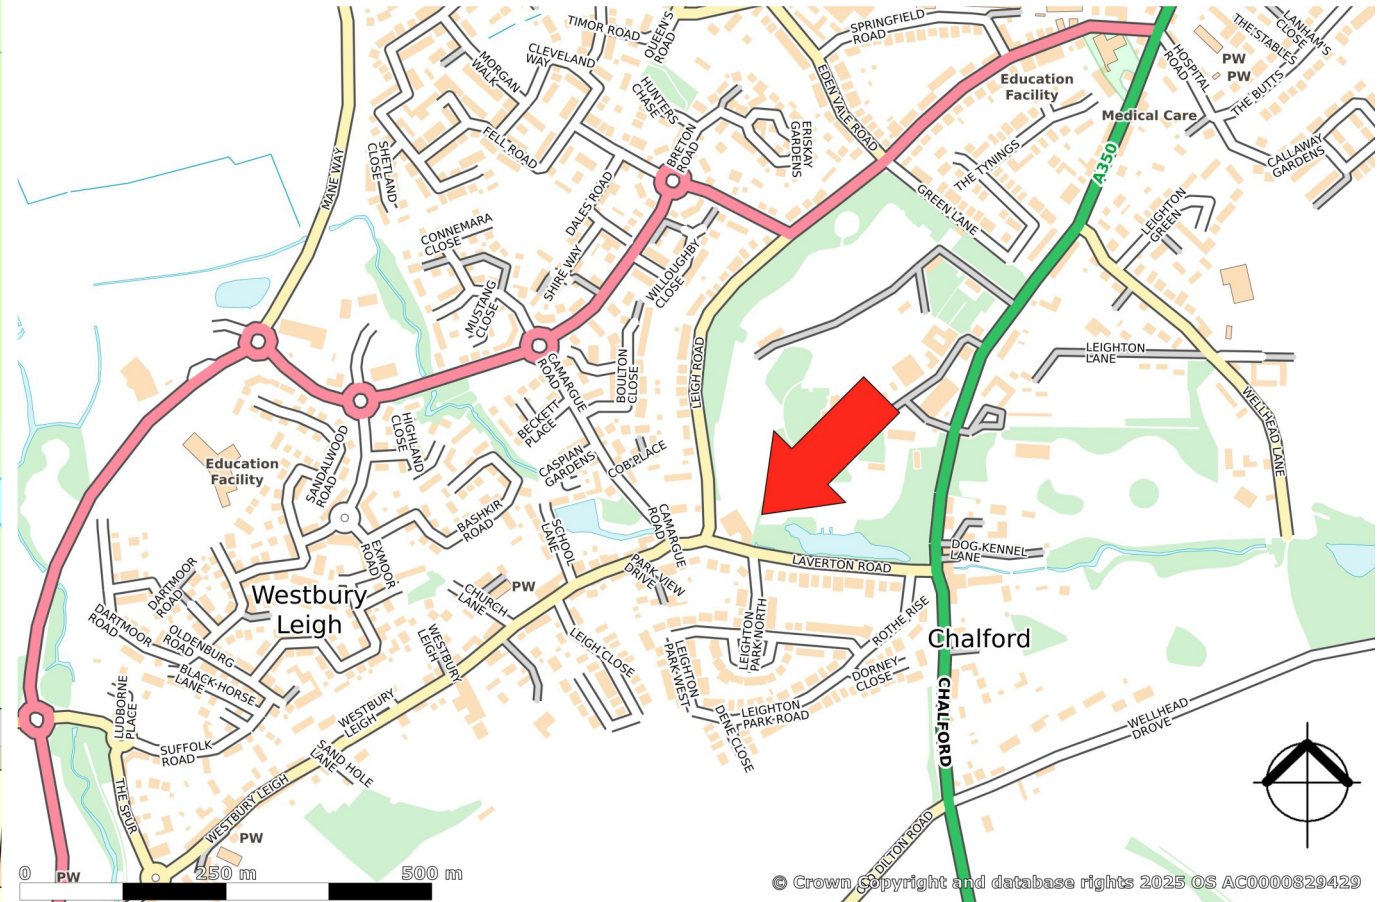 TIMOR ROAD
QUEEN'S
ROAD
SPRINGFIELD
ROAD
LANHAM'S
CLOSE
THE STABLES
CLEVELAND
WAY
MORGAN
WALK
HOSPITAL
ROAD
PW
PW
EDEN VALE ROAD
Education
Facility
HUNTERS
CHASE
THE BUTTS
Medical Care
FELL ROAD
BRETON
ROAD
ERISKAY
GARDENS
SHETLAND
CLOSE
THE TYNINGS
A350
CALLAWAY
GARDENS
MANE WAY
DALES ROAD
GREEN LANE
LEIGHTON
GREEN
CONNEMARA
CLOSE
SHIRE WAY
WILLOUGHBY
CLOSE
MUSTANG
CLOSE
LEIGHTON
LANE
LEIGH ROAD
BOULTON
CLOSE
CAMARGUE
ROAD
BECKETT
PLACE
WELLHEAD LANE
HIGHLAND
CLOSE
SANDALWOOD
ROAD
Education
Facility
CASPIAN
GARDENS
COB PLACE
BASHKIR
ROAD
SCHOOL
LANE
CAMARGUE
ROAD
EXMOOR
ROAD
DOG KENNEL
LANE
LAVERTON ROAD
PARK VIEW
DRIVE
PW
DARTMOOR
ROAD
Westbury
Leigh
CHURCH
LANE
DARTMOOR
ROAD
OLDENBURG
ROAD
BLACK HORSE
LANE
WESTBURY
LEIGH
LEIGH CLOSE
LEIGHTON
PARK NORTH
ROTHE RISE
Chalford
LEIGHTON
PARK WEST
DORNEY
CLOSE
LUDBORNE
PLACE
WESTBURY
LEIGH
LEIGHTON
PARK ROAD
DENE CLOSE
CHALFORD
WELLHEAD
DROVE
SUFFOLK
ROAD
SAND HOLE
LANE
THE SPUR
WESTBURY LEIGH
PW
DILTON ROAD
PW
0 250 m 500 m
© Crown Copyright and database rights 2025 OS AC0000829429